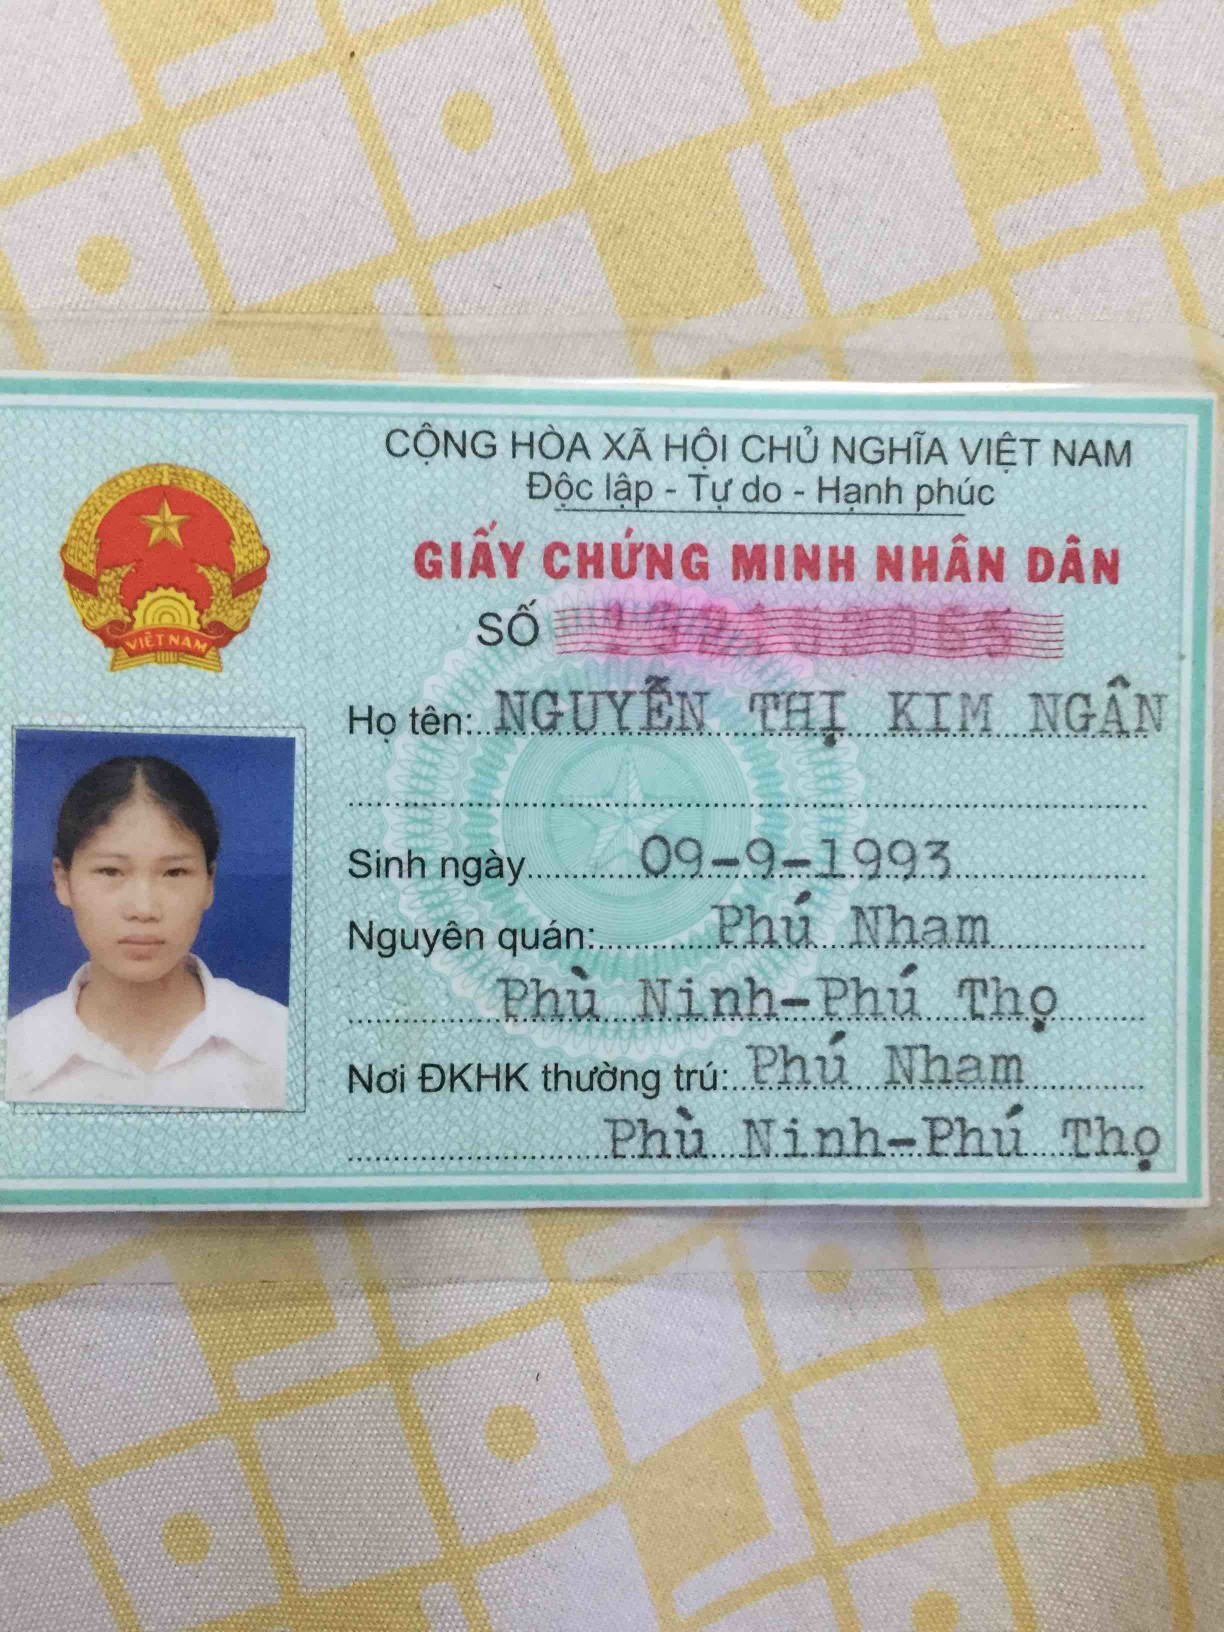 CỘNG HÒA XÃ HỘI CHỦ NGHĨA VIỆT NAM
Độc lập - Tự do - Hạnh phúc
GIẤY CHỨNG MINH NHÂN DÂN
SỐ
VIỆT NAM
Họ tên: NGUYỄN THỊ KIM NGÂN
Sinh ngày 09-9-1993
Nguyên quán: Phú Nham
Phù Ninh-Phú Thọ
Nơi ĐKHK thường trú: Phú Nham
Phù Ninh-Phú Thọ